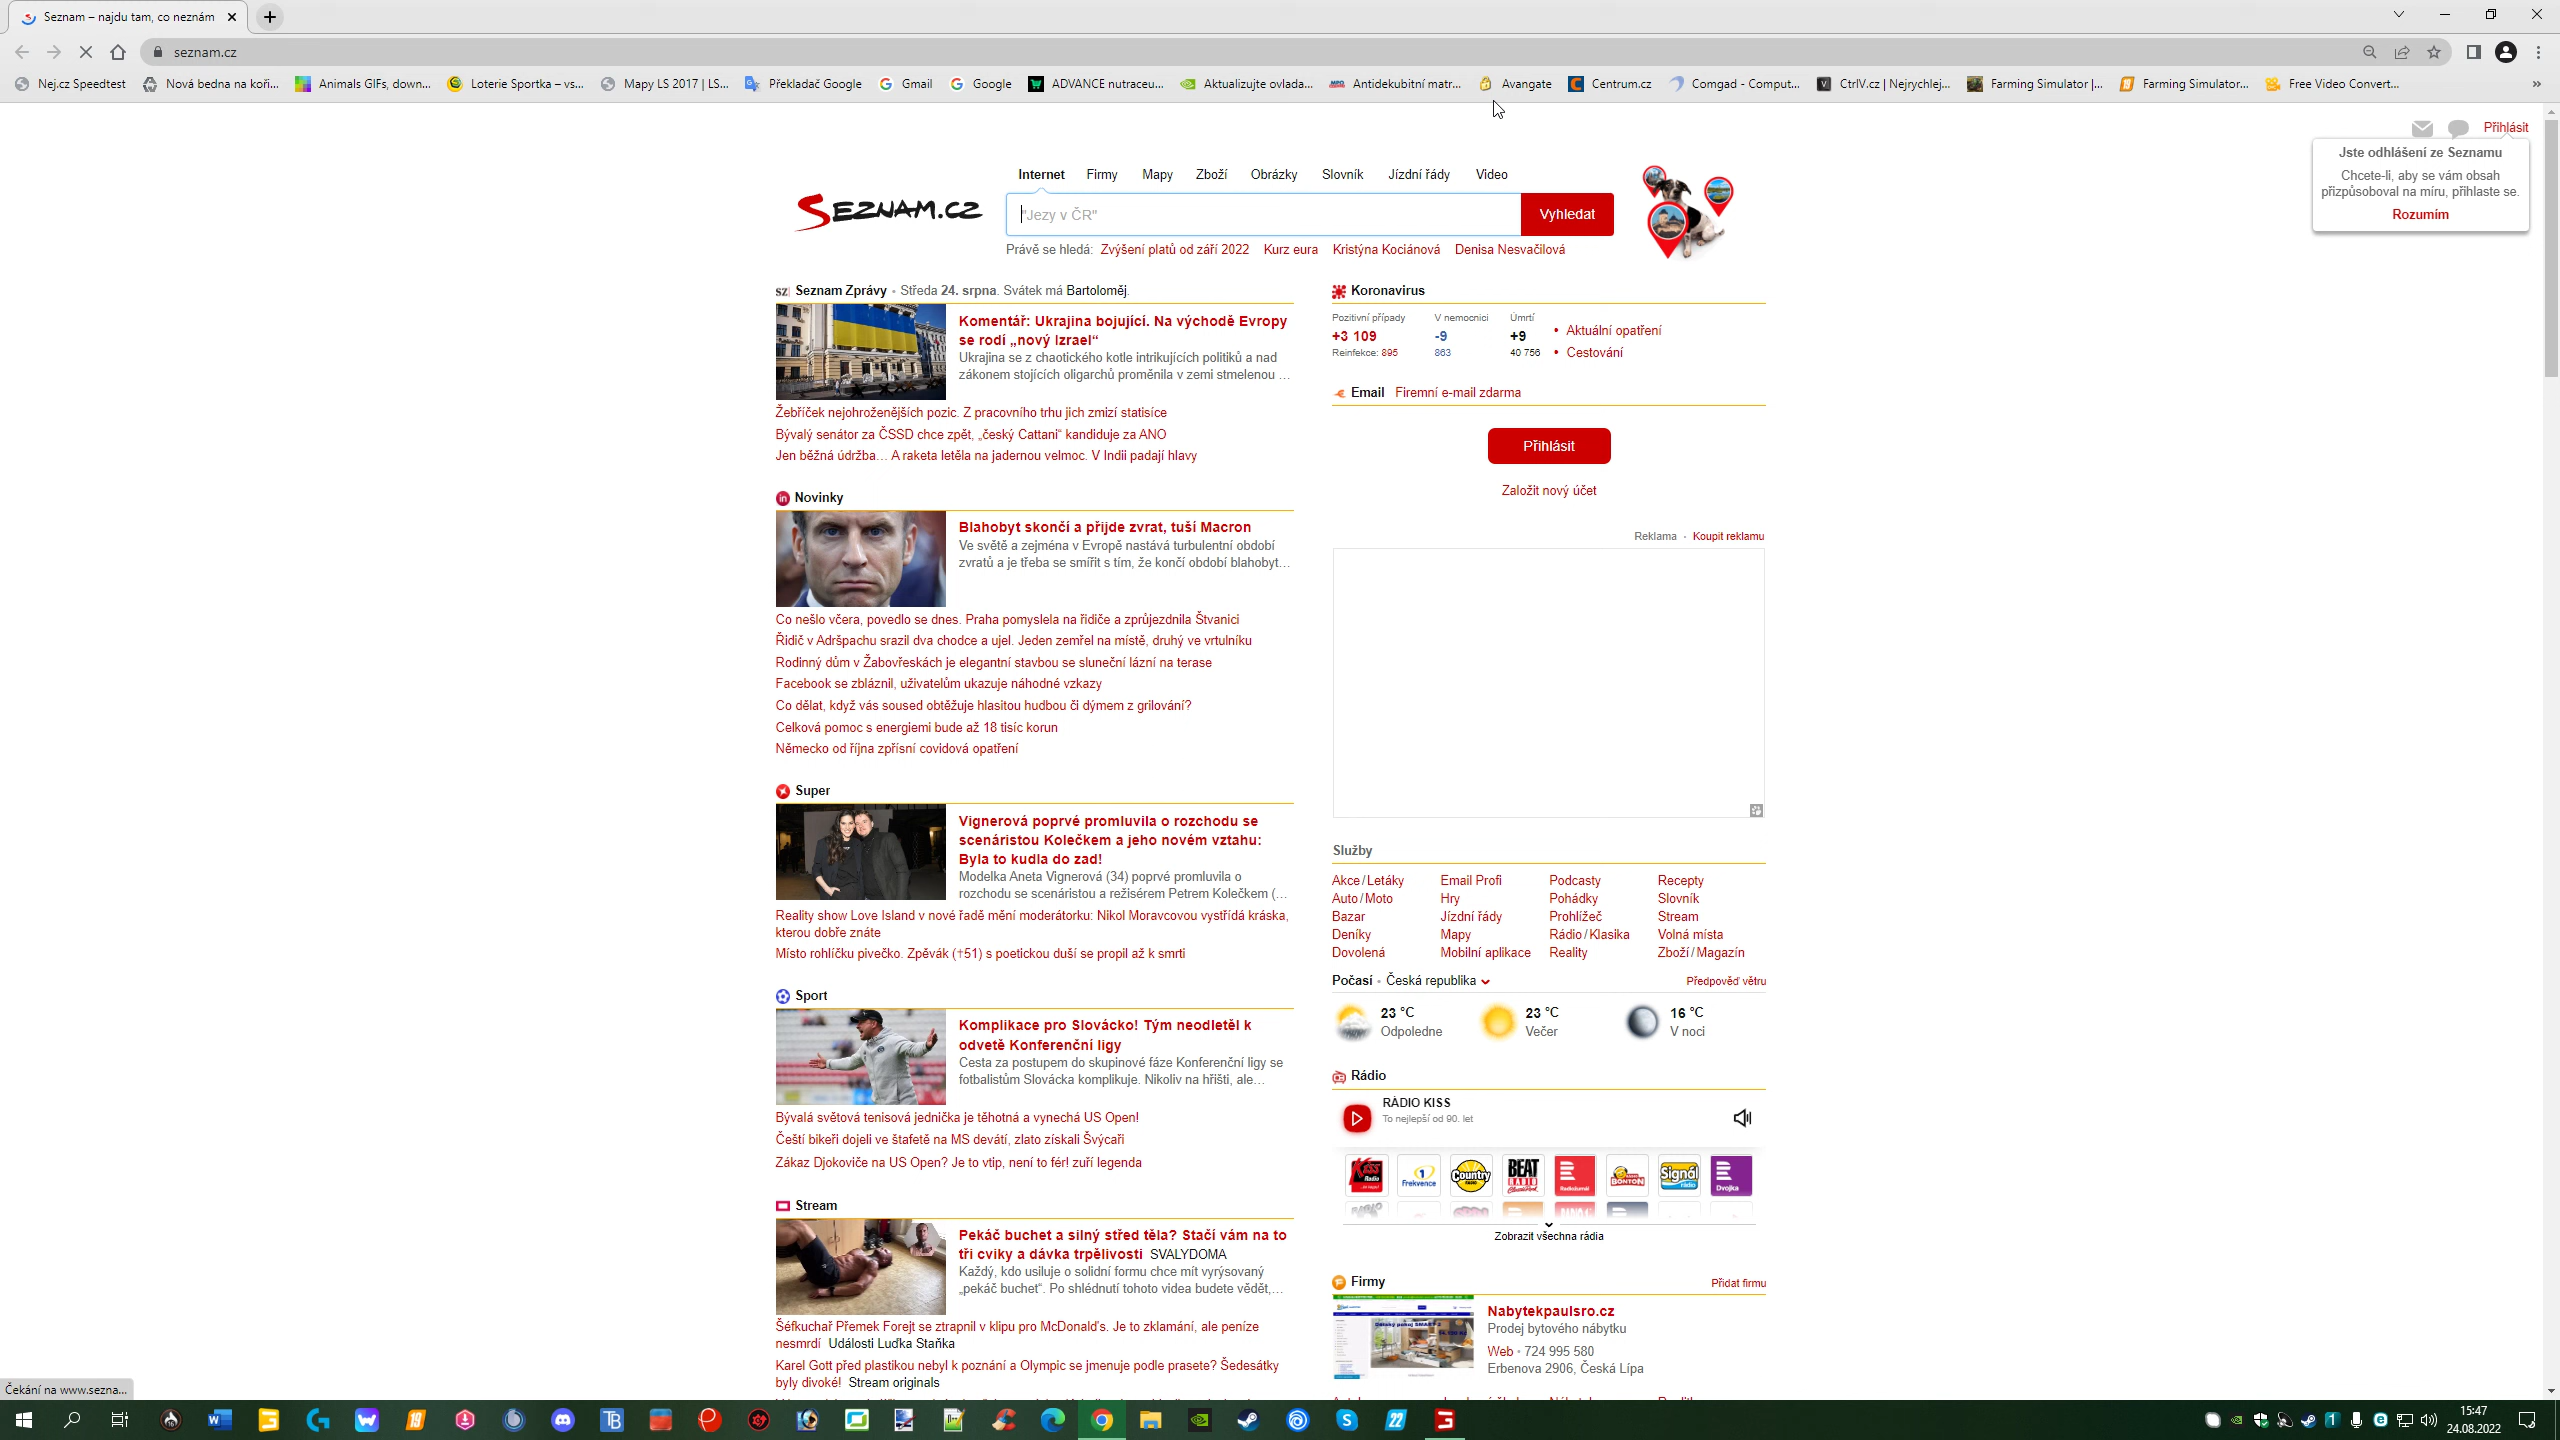 Seznam – najdu tam, co neznám
seznam.cz
Nej.cz Speedtest
Nová bedna na koři...
Animals GIFs, down...
Loterie Sportka – vs...
Mapy LS 2017 | LS...
Překladač Google
Gmail
Google
ADVANCE nutraceu...
Aktualizujte ovlada...
Antidekubitní matr...
Avangate
Centrum.cz
Comgad - Comput...
CtrlV.cz | Nejrychlej...
Farming Simulator |...
Farming Simulator...
Free Video Convert...
Přihlásit
Jste odhlášení ze Seznamu
Chcete-li, aby se vám obsah
přizpůsoboval na míru, přihlaste se.
Rozumím
Internet Firmy Mapy Zboží Obrázky Slovník Jízdní řády Video
SEZNAM.CZ
"Jezy v ČR"
Vyhledat
Právě se hledá: Zvýšení platů od září 2022 Kurz eura Kristýna Kociánová Denisa Nesvačilová
Seznam Zprávy • Středa 24. srpna. Svátek má Bartoloměj.
Komentář: Ukrajina bojující. Na východě Evropy
se rodí „nový Izrael“
Ukrajina se z chaotického kotle intrikujících politiků a nad
zákonem stojících oligarchů proměnila v zemi stmelenou ...
Žebříček nejohroženějších pozic. Z pracovního trhu jich zmizí statisíce
Bývalý senátor za ČSSD chce zpět, „český Cattani“ kandiduje za ANO
Jen běžná údržba... A raketa letěla na jadernou velmoc. V Indii padají hlavy
Novinky
Blahobyt skončí a přijde zvrat, tuší Macron
Ve světě a zejména v Evropě nastává turbulentní období
zvratů a je třeba se smířit s tím, že končí období blahobyt...
Co nešlo včera, povedlo se dnes. Praha pomyslela na řidiče a zprůjezdnila Štvanici
Řidič v Adršpachu srazil dva chodce a ujel. Jeden zemřel na místě, druhý ve vrtulníku
Rodinný dům v Žabovřeskách je elegantní stavbou se sluneční lázní na terase
Facebook se zbláznil, uživatelům ukazuje náhodné vzkazy
Co dělat, když vás soused obtěžuje hlasitou hudbou či dýmem z grilování?
Celková pomoc s energiemi bude až 18 tisíc korun
Německo od října zpřísní covidová opatření
Super
Vignerová poprvé promluvila o rozchodu se
scenáristou Kolečkem a jeho novém vztahu:
Byla to kudla do zad!
Modelka Aneta Vignerová (34) poprvé promluvila o
rozchodu se scenáristou a režisérem Petrem Kolečkem (...
Reality show Love Island v nové řadě mění moderátorku: Nikol Moravcovou vystřídá kráska,
kterou dobře znáte
Místo rohlíčku pivečko. Zpěvák (†51) s poetickou duší se propil až k smrti
Sport
Komplikace pro Slovácko! Tým neodletěl k
odvetě Konferenční ligy
Cesta za postupem do skupinové fáze Konferenční ligy se
fotbalistům Slovácka komplikuje. Nikoliv na hřišti, ale...
Bývalá světová tenisová jednička je těhotná a vynechá US Open!
Čeští bikeři dojeli ve štafetě na MS devátí, zlato získali Švýcaři
Zákaz Djokoviče na US Open? Je to vtip, není to fér! zuří legenda
Stream
Pekáč buchet a silný střed těla? Stačí vám na to
tři cviky a dávka trpělivosti SVALYDOMA
Každý, kdo usiluje o solidní formu chce mít vyrýsovaný
„pekáč buchet“. Po shlédnutí tohoto videa budete vědět,...
Šéfkuchař Přemek Forejt se ztrapnil v klipu pro McDonald's. Je to zklamání, ale peníze
nesmrdí Události Luďka Staňka
Karel Gott před plastikou nebyl k poznání a Olympic se jmenuje podle prasete? Šedesátky
byly divoké! Stream originals
Koronavirus
Pozitivní případy V nemocnici Úmrtí
+3 109 -9 +9
Reinfekce: 895 863 40 756
• Aktuální opatření
• Cestování
Email Firemní e-mail zdarma
Přihlásit
Založit nový účet
Reklama • Koupit reklamu
Služby
Akce / Letáky Email Profi Podcasty Recepty
Auto / Moto Hry Pohádky Slovník
Bazar Jízdní řády Prohlížeč Stream
Deníky Mapy Rádio / Klasika Volná místa
Dovolená Mobilní aplikace Reality Zboží / Magazín
Počasí • Česká republika Předpověď větru
23 °C 23 °C 16 °C
Odpoledne Večer V noci
Rádio
RÁDIO KISS
To nejlepší od 90. let
Kiss Radio
1 Frekvence
Country rádio
BEAT RADIO
Radiožurnál
BONTON
Signál rádio
Dvojka
Zobrazit všechna rádia
Firmy Přidat firmu
Nabytekpaulsro.cz
Prodej bytového nábytku
Web • 724 995 580
Erbenova 2906, Česká Lípa
Čekání na www.sezna...
15:47
24.08.2022